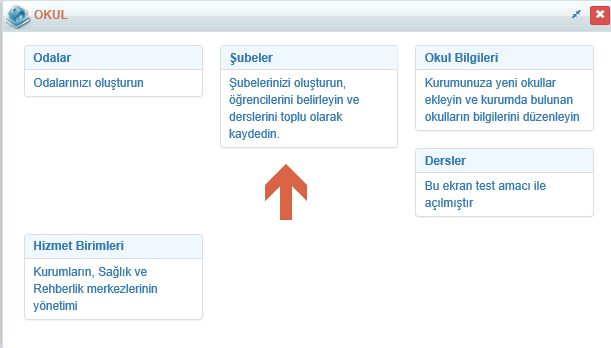 OKUL
Odalar
Odalarınızı oluşturun
Şubeler
Şubelerinizi oluşturun,
öğrencilerini belirleyin ve
derslerini toplu olarak
kaydedin.
Okul Bilgileri
Kurumunuza yeni okullar
ekleyin ve kurumda bulunan
okulların bilgilerini düzenleyin
Dersler
Bu ekran test amacı ile
açılmıştır
Hizmet Birimleri
Kurumların, Sağlık ve
Rehberlik merkezlerinin
yönetimi